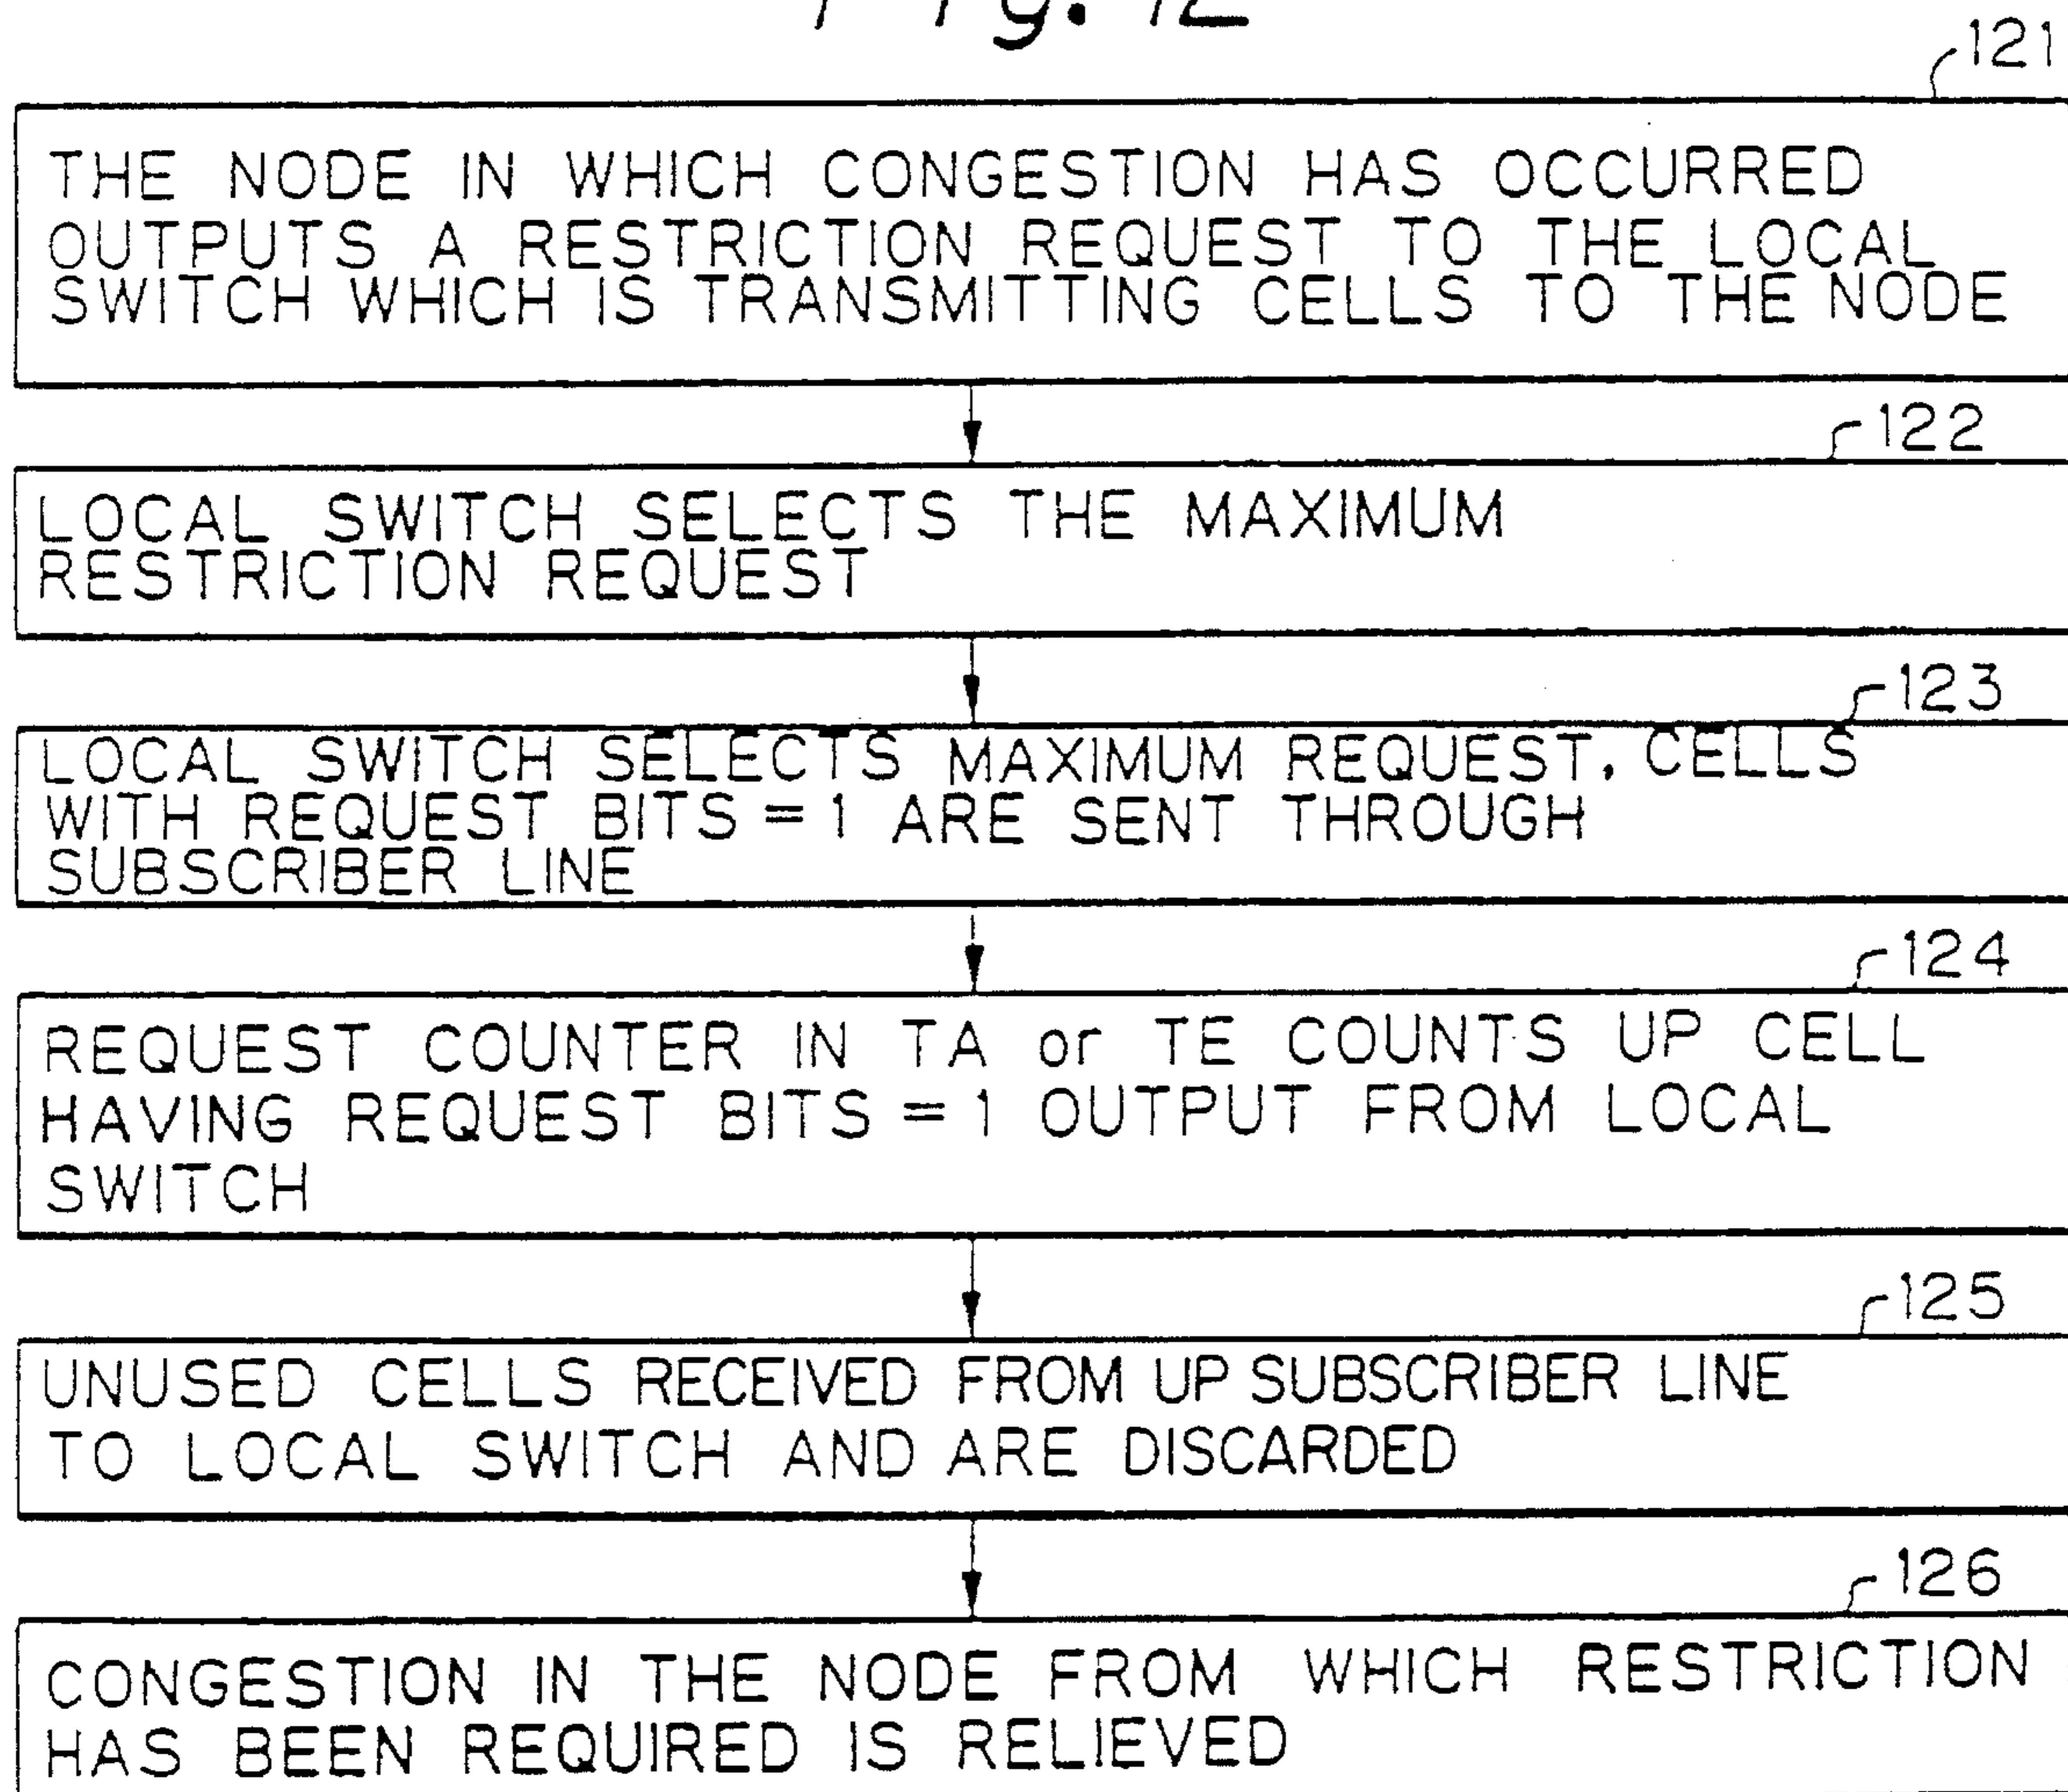 Fig. 12
121
THE NODE IN WHICH CONGESTION HAS OCCURRED
OUTPUTS A RESTRICTION REQUEST TO THE LOCAL
SWITCH WHICH IS TRANSMITTING CELLS TO THE NODE
122
LOCAL SWITCH SELECTS THE MAXIMUM
RESTRICTION REQUEST
123
LOCAL SWITCH SELECTS MAXIMUM REQUEST. CELLS
WITH REQUEST BITS = 1 ARE SENT THROUGH
SUBSCRIBER LINE
124
REQUEST COUNTER IN TA or TE COUNTS UP CELL
HAVING REQUEST BITS = 1 OUTPUT FROM LOCAL
SWITCH
125
UNUSED CELLS RECEIVED FROM UP SUBSCRIBER LINE
TO LOCAL SWITCH AND ARE DISCARDED
126
CONGESTION IN THE NODE FROM WHICH RESTRICTION
HAS BEEN REQUIRED IS RELIEVED